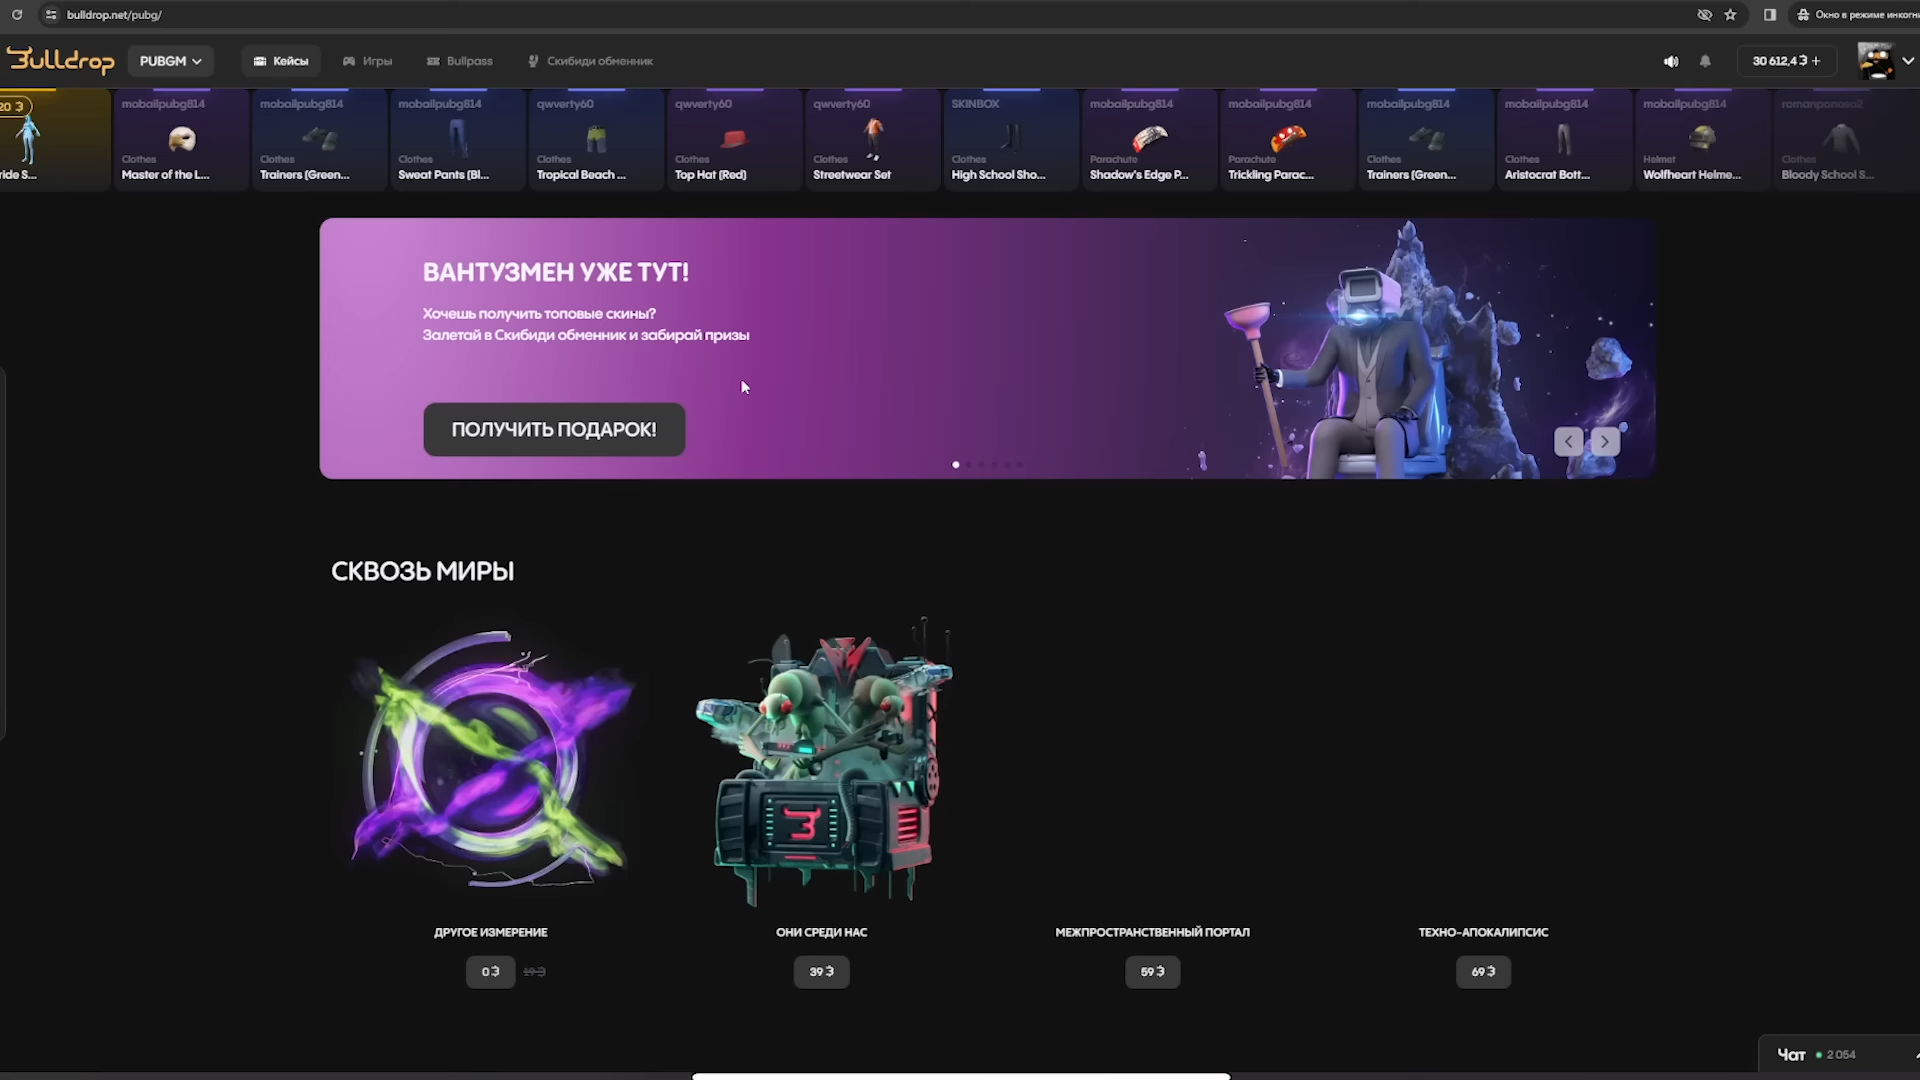 bulldrop.net/pubg/
Окно в режиме инкогни
Bulldrop
PUBGM
Кейсы
Игры
Bullpass
Скибиди обменник
30 612,4 +
20
ride S...
mobailpubg814
Clothes
Master of the L...
mobailpubg814
Clothes
Trainers (Green...
mobailpubg814
Clothes
Sweat Pants (Bl...
qwverty60
Clothes
Tropical Beach ...
qwverty60
Clothes
Top Hat (Red)
qwverty60
Clothes
Streetwear Set
SKINBOX
Clothes
High School Sho...
mobailpubg814
Parachute
Shadow's Edge P...
mobailpubg814
Parachute
Trickling Parac...
mobailpubg814
Clothes
Trainers (Green...
mobailpubg814
Clothes
Aristocrat Bott...
mobailpubg814
Helmet
Wolfheart Helme...
Clothes
Bloody School S...
ВАНТУЗМЕН УЖЕ ТУТ!
Хочешь получить топовые скины?
Залетай в Скибиди обменник и забирай призы
ПОЛУЧИТЬ ПОДАРОК!
СКВОЗЬ МИРЫ
ДРУГОЕ ИЗМЕРЕНИЕ
0 19
ОНИ СРЕДИ НАС
39
МЕЖПРОСТРАНСТВЕННЫЙ ПОРТАЛ
59
ТЕХНО-АПОКАЛИПСИС
69
Чат 2 054